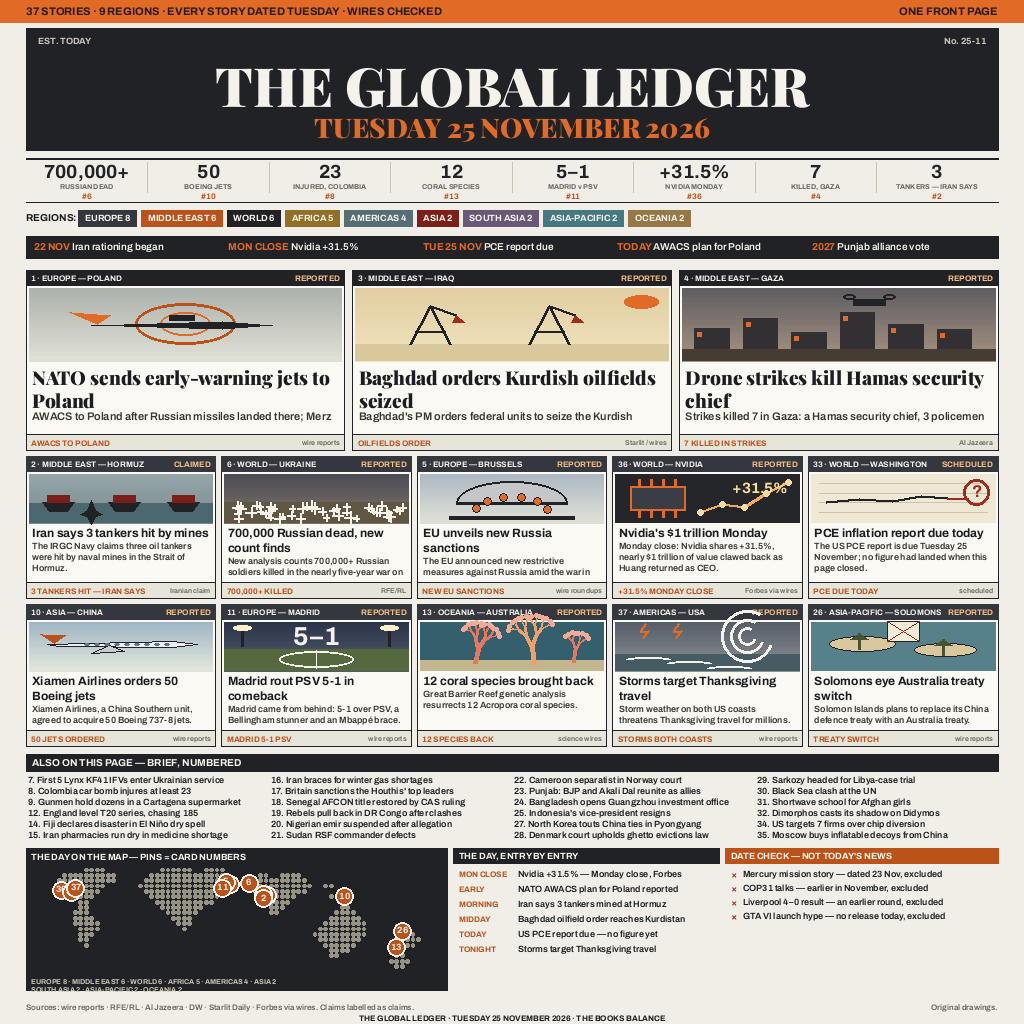 37 STORIES · 9 REGIONS · EVERY STORY DATED TUESDAY · WIRES CHECKED
ONE FRONT PAGE
EST. TODAY
No. 25-11
THE GLOBAL LEDGER
TUESDAY 25 NOVEMBER 2026
700,000+
RUSSIAN DEAD
#6
50
BOEING JETS
#10
23
INJURED, COLOMBIA
#8
12
CORAL SPECIES
#13
5–1
MADRID v PSV
#11
+31.5%
NVIDIA MONDAY
#36
7
KILLED, GAZA
#4
3
TANKERS — IRAN SAYS
#2
REGIONS: EUROPE 8 MIDDLE EAST 6 WORLD 6 AFRICA 5 AMERICAS 4 ASIA 2 SOUTH ASIA 2 ASIA-PACIFIC 2 OCEANIA 2
22 NOV Iran rationing began
MON CLOSE Nvidia +31.5%
TUE 25 NOV PCE report due
TODAY AWACS plan for Poland
2027 Punjab alliance vote
1 · EUROPE — POLAND REPORTED
NATO sends early-warning jets to
Poland
AWACS to Poland after Russian missiles landed there; Merz
AWACS TO POLAND wire reports
3 · MIDDLE EAST — IRAQ REPORTED
Baghdad orders Kurdish oilfields
seized
Baghdad's PM orders federal units to seize the Kurdish
OILFIELDS ORDER Starlit / wires
4 · MIDDLE EAST — GAZA REPORTED
Drone strikes kill Hamas security
chief
Strikes killed 7 in Gaza: a Hamas security chief, 3 policemen
7 KILLED IN STRIKES Al Jazeera
2 · MIDDLE EAST — HORMUZ CLAIMED
Iran says 3 tankers hit by mines
The IRGC Navy claims three oil tankers
were hit by naval mines in the Strait of
Hormuz.
3 TANKERS HIT — IRAN SAYS Iranian claim
6 · WORLD — UKRAINE REPORTED
700,000 Russian dead, new
count finds
New analysis counts 700,000+ Russian
soldiers killed in the nearly five-year war on
700,000+ KILLED RFE/RL
5 · EUROPE — BRUSSELS REPORTED
EU unveils new Russia
sanctions
The EU announced new restrictive
measures against Russia amid the war in
NEW EU SANCTIONS wire roundups
36 · WORLD — NVIDIA REPORTED
+31.5%
Nvidia's $1 trillion Monday
Monday close: Nvidia shares +31.5%,
nearly $1 trillion of value clawed back as
Huang returned as CEO.
+31.5% MONDAY CLOSE Forbes via wires
33 · WORLD — WASHINGTON SCHEDULED
?
PCE inflation report due today
The US PCE report is due Tuesday 25
November; no figure had landed when this
page closed.
PCE DUE TODAY scheduled
10 · ASIA — CHINA REPORTED
Xiamen Airlines orders 50
Boeing jets
Xiamen Airlines, a China Southern unit,
agreed to acquire 50 Boeing 737-8 jets.
50 JETS ORDERED wire reports
11 · EUROPE — MADRID REPORTED
5–1
Madrid rout PSV 5-1 in
comeback
Madrid came from behind: 5-1 over PSV, a
Bellingham stunner and an Mbappé brace.
MADRID 5-1 PSV wire reports
13 · OCEANIA — AUSTRALIA REPORTED
12 coral species brought back
Great Barrier Reef genetic analysis
resurrects 12 Acropora coral species.
12 SPECIES BACK science wires
37 · AMERICAS — USA REPORTED
Storms target Thanksgiving
travel
Storm weather on both US coasts
threatens Thanksgiving travel for millions.
STORMS BOTH COASTS wire reports
26 · ASIA-PACIFIC — SOLOMONS REPORTED
Solomons eye Australia treaty
switch
Solomon Islands plans to replace its China
defence treaty with an Australia treaty.
TREATY SWITCH wire reports
ALSO ON THIS PAGE — BRIEF, NUMBERED
7. First 5 Lynx KF41 IFVs enter Ukrainian service
8. Colombia car bomb injures at least 23
9. Gunmen hold dozens in a Cartagena supermarket
12. England level T20 series, chasing 185
14. Fiji declares disaster in El Niño dry spell
15. Iran pharmacies run dry in medicine shortage
16. Iran braces for winter gas shortages
17. Britain sanctions the Houthis' top leaders
18. Senegal AFCON title restored by CAS ruling
19. Rebels pull back in DR Congo after clashes
20. Nigerian emir suspended after allegation
21. Sudan RSF commander defects
22. Cameroon separatist in Norway court
23. Punjab: BJP and Akali Dal reunite as allies
24. Bangladesh opens Guangzhou investment office
25. Indonesia's vice-president resigns
27. North Korea Congress ties in Pyongyang
28. Denmark court upholds ghetto evictions law
29. Sarkozy headed for Libya-case trial
30. Black Sea clash at the UN
31. Shortwave school for Afghan girls
32. Dimorphos casts its shadow on Didymos
34. US targets 7 firms over chip diversion
35. Moscow buys inflatable decoys from China
THE DAY ON THE MAP — PINS = CARD NUMBERS
37
11
6
2
10
26
13
EUROPE 8 · MIDDLE EAST 6 · WORLD 6 · AFRICA 5 · AMERICAS 4 · ASIA 2
SOUTH ASIA 2 · ASIA-PACIFIC 2 · OCEANIA 2
THE DAY, ENTRY BY ENTRY
MON CLOSE Nvidia +31.5% — Monday close, Forbes
EARLY NATO AWACS plan for Poland reported
MORNING Iran says 3 tankers mined at Hormuz
MIDDAY Baghdad oilfield order reaches Kurdistan
TODAY US PCE report due — no figure yet
TONIGHT Storms target Thanksgiving travel
DATE CHECK — NOT TODAY'S NEWS
× Mercury mission story — dated 23 Nov, excluded
× COP31 talks — earlier in November, excluded
× Liverpool 4–0 result — an earlier round, excluded
× GTA VI launch hype — no release today, excluded
Sources: wire reports · RFE/RL · Al Jazeera · DW · Starlit Daily · Forbes via wires. Claims labelled as claims.
Original drawings.
THE GLOBAL LEDGER · TUESDAY 25 NOVEMBER 2026 · THE BOOKS BALANCE